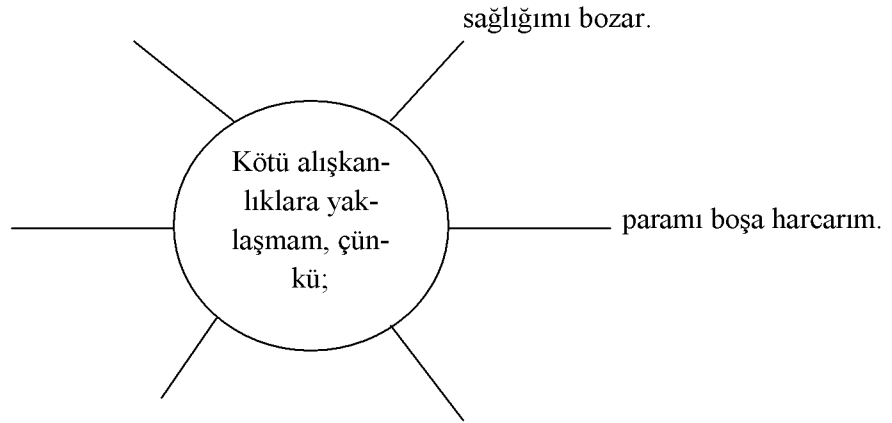 sağlığımı bozar.
Kötü alışkan-
lıklara yak-
laşmam, çün-
kü;
paramı boşa harcarım.